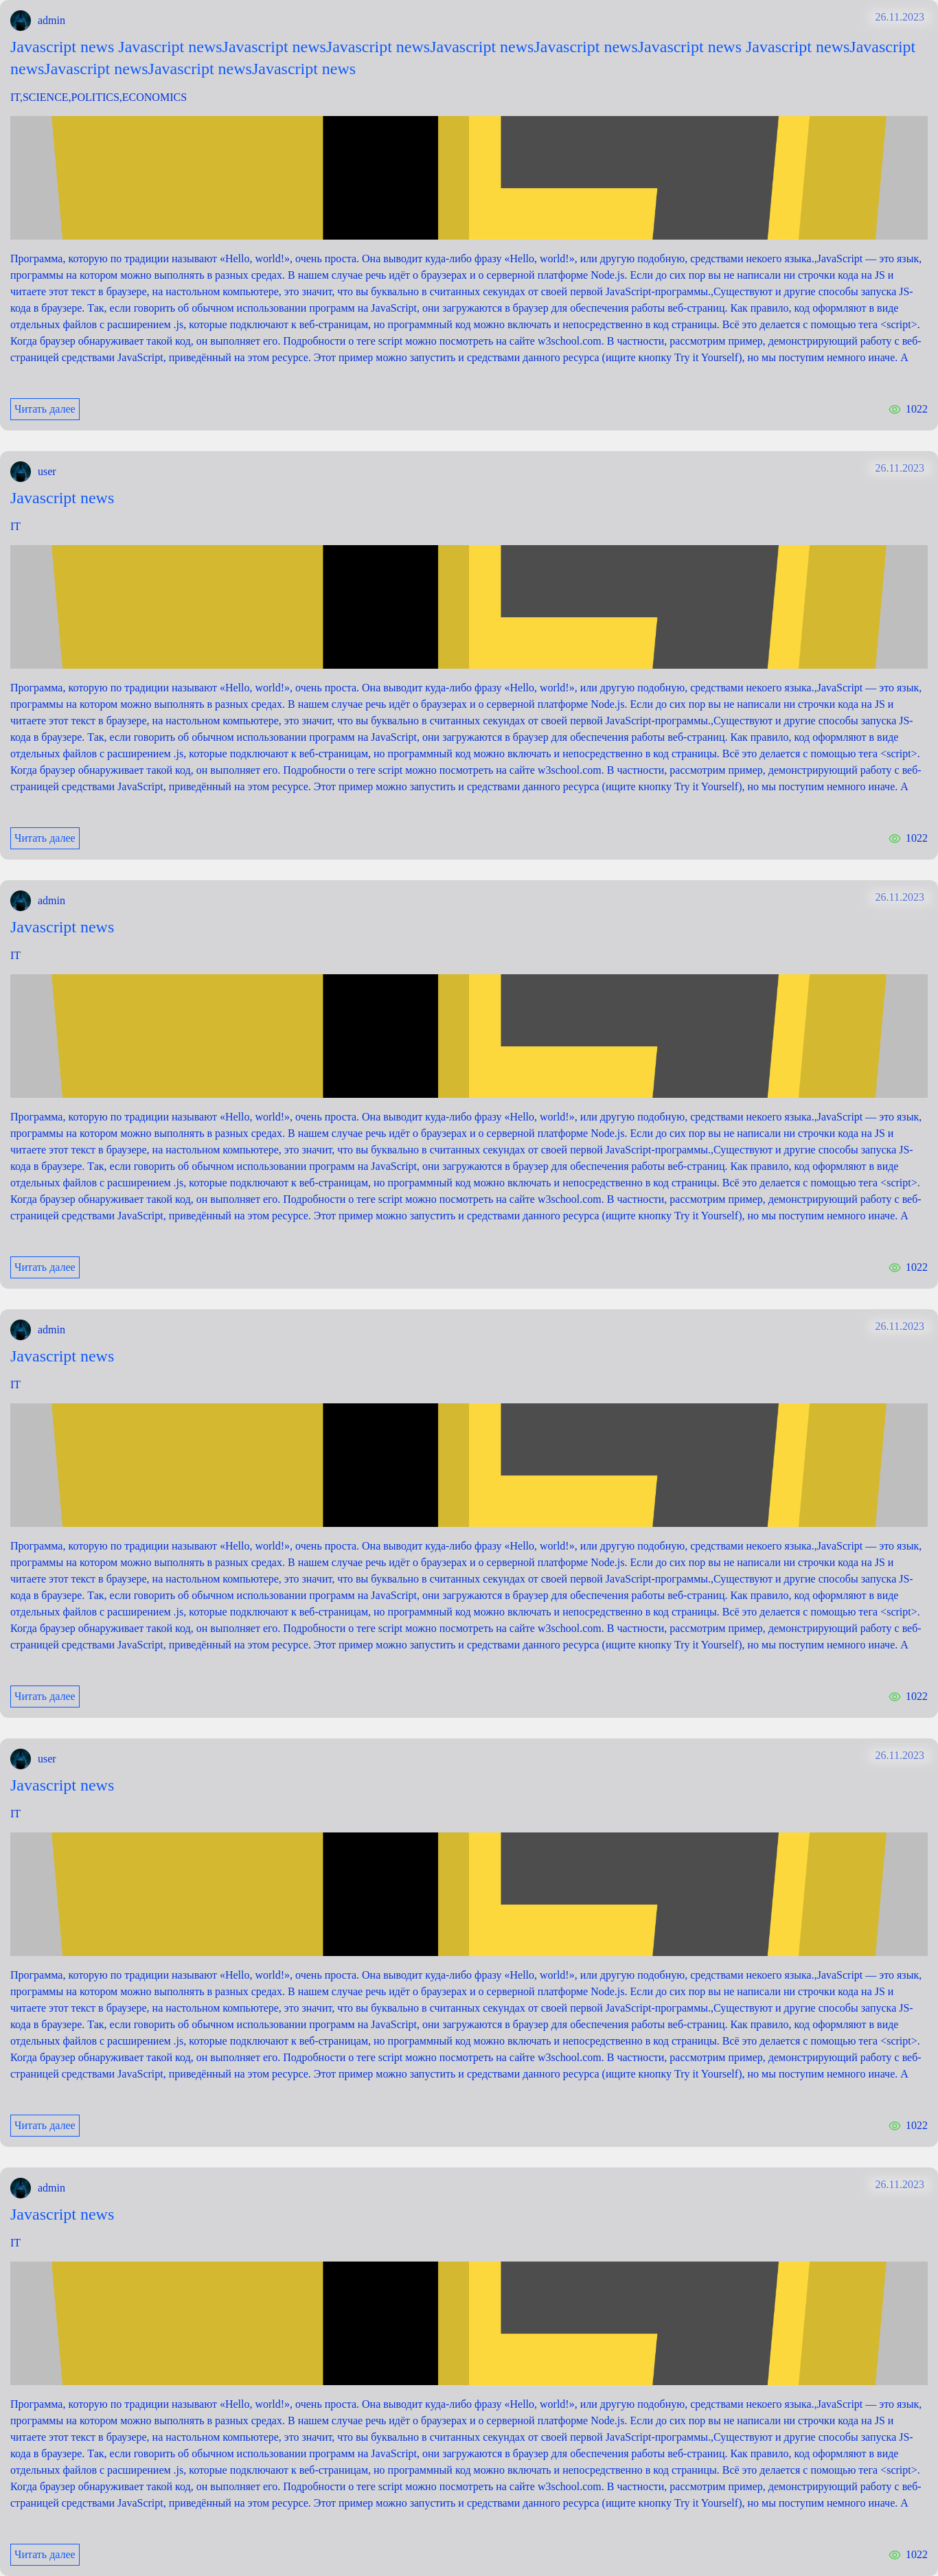 admin
26.11.2023
Javascript news Javascript newsJavascript newsJavascript newsJavascript newsJavascript newsJavascript news Javascript newsJavascript
newsJavascript newsJavascript newsJavascript news
IT,SCIENCE,POLITICS,ECONOMICS
Программа, которую по традиции называют «Hello, world!», очень проста. Она выводит куда-либо фразу «Hello, world!», или другую подобную, средствами некоего языка.,JavaScript — это язык,
программы на котором можно выполнять в разных средах. В нашем случае речь идёт о браузерах и о серверной платформе Node.js. Если до сих пор вы не написали ни строчки кода на JS и
читаете этот текст в браузере, на настольном компьютере, это значит, что вы буквально в считанных секундах от своей первой JavaScript-программы.,Существуют и другие способы запуска JS-
кода в браузере. Так, если говорить об обычном использовании программ на JavaScript, они загружаются в браузер для обеспечения работы веб-страниц. Как правило, код оформляют в виде
отдельных файлов с расширением .js, которые подключают к веб-страницам, но программный код можно включать и непосредственно в код страницы. Всё это делается с помощью тега <script>.
Когда браузер обнаруживает такой код, он выполняет его. Подробности о теге script можно посмотреть на сайте w3school.com. В частности, рассмотрим пример, демонстрирующий работу с веб-
страницей средствами JavaScript, приведённый на этом ресурсе. Этот пример можно запустить и средствами данного ресурса (ищите кнопку Try it Yourself), но мы поступим немного иначе. А
Читать далее
1022
user
26.11.2023
Javascript news
IT
Программа, которую по традиции называют «Hello, world!», очень проста. Она выводит куда-либо фразу «Hello, world!», или другую подобную, средствами некоего языка.,JavaScript — это язык,
программы на котором можно выполнять в разных средах. В нашем случае речь идёт о браузерах и о серверной платформе Node.js. Если до сих пор вы не написали ни строчки кода на JS и
читаете этот текст в браузере, на настольном компьютере, это значит, что вы буквально в считанных секундах от своей первой JavaScript-программы.,Существуют и другие способы запуска JS-
кода в браузере. Так, если говорить об обычном использовании программ на JavaScript, они загружаются в браузер для обеспечения работы веб-страниц. Как правило, код оформляют в виде
отдельных файлов с расширением .js, которые подключают к веб-страницам, но программный код можно включать и непосредственно в код страницы. Всё это делается с помощью тега <script>.
Когда браузер обнаруживает такой код, он выполняет его. Подробности о теге script можно посмотреть на сайте w3school.com. В частности, рассмотрим пример, демонстрирующий работу с веб-
страницей средствами JavaScript, приведённый на этом ресурсе. Этот пример можно запустить и средствами данного ресурса (ищите кнопку Try it Yourself), но мы поступим немного иначе. А
Читать далее
1022
admin
26.11.2023
Javascript news
IT
Программа, которую по традиции называют «Hello, world!», очень проста. Она выводит куда-либо фразу «Hello, world!», или другую подобную, средствами некоего языка.,JavaScript — это язык,
программы на котором можно выполнять в разных средах. В нашем случае речь идёт о браузерах и о серверной платформе Node.js. Если до сих пор вы не написали ни строчки кода на JS и
читаете этот текст в браузере, на настольном компьютере, это значит, что вы буквально в считанных секундах от своей первой JavaScript-программы.,Существуют и другие способы запуска JS-
кода в браузере. Так, если говорить об обычном использовании программ на JavaScript, они загружаются в браузер для обеспечения работы веб-страниц. Как правило, код оформляют в виде
отдельных файлов с расширением .js, которые подключают к веб-страницам, но программный код можно включать и непосредственно в код страницы. Всё это делается с помощью тега <script>.
Когда браузер обнаруживает такой код, он выполняет его. Подробности о теге script можно посмотреть на сайте w3school.com. В частности, рассмотрим пример, демонстрирующий работу с веб-
страницей средствами JavaScript, приведённый на этом ресурсе. Этот пример можно запустить и средствами данного ресурса (ищите кнопку Try it Yourself), но мы поступим немного иначе. А
Читать далее
1022
admin
26.11.2023
Javascript news
IT
Программа, которую по традиции называют «Hello, world!», очень проста. Она выводит куда-либо фразу «Hello, world!», или другую подобную, средствами некоего языка.,JavaScript — это язык,
программы на котором можно выполнять в разных средах. В нашем случае речь идёт о браузерах и о серверной платформе Node.js. Если до сих пор вы не написали ни строчки кода на JS и
читаете этот текст в браузере, на настольном компьютере, это значит, что вы буквально в считанных секундах от своей первой JavaScript-программы.,Существуют и другие способы запуска JS-
кода в браузере. Так, если говорить об обычном использовании программ на JavaScript, они загружаются в браузер для обеспечения работы веб-страниц. Как правило, код оформляют в виде
отдельных файлов с расширением .js, которые подключают к веб-страницам, но программный код можно включать и непосредственно в код страницы. Всё это делается с помощью тега <script>.
Когда браузер обнаруживает такой код, он выполняет его. Подробности о теге script можно посмотреть на сайте w3school.com. В частности, рассмотрим пример, демонстрирующий работу с веб-
страницей средствами JavaScript, приведённый на этом ресурсе. Этот пример можно запустить и средствами данного ресурса (ищите кнопку Try it Yourself), но мы поступим немного иначе. А
Читать далее
1022
user
26.11.2023
Javascript news
IT
Программа, которую по традиции называют «Hello, world!», очень проста. Она выводит куда-либо фразу «Hello, world!», или другую подобную, средствами некоего языка.,JavaScript — это язык,
программы на котором можно выполнять в разных средах. В нашем случае речь идёт о браузерах и о серверной платформе Node.js. Если до сих пор вы не написали ни строчки кода на JS и
читаете этот текст в браузере, на настольном компьютере, это значит, что вы буквально в считанных секундах от своей первой JavaScript-программы.,Существуют и другие способы запуска JS-
кода в браузере. Так, если говорить об обычном использовании программ на JavaScript, они загружаются в браузер для обеспечения работы веб-страниц. Как правило, код оформляют в виде
отдельных файлов с расширением .js, которые подключают к веб-страницам, но программный код можно включать и непосредственно в код страницы. Всё это делается с помощью тега <script>.
Когда браузер обнаруживает такой код, он выполняет его. Подробности о теге script можно посмотреть на сайте w3school.com. В частности, рассмотрим пример, демонстрирующий работу с веб-
страницей средствами JavaScript, приведённый на этом ресурсе. Этот пример можно запустить и средствами данного ресурса (ищите кнопку Try it Yourself), но мы поступим немного иначе. А
Читать далее
1022
admin
26.11.2023
Javascript news
IT
Программа, которую по традиции называют «Hello, world!», очень проста. Она выводит куда-либо фразу «Hello, world!», или другую подобную, средствами некоего языка.,JavaScript — это язык,
программы на котором можно выполнять в разных средах. В нашем случае речь идёт о браузерах и о серверной платформе Node.js. Если до сих пор вы не написали ни строчки кода на JS и
читаете этот текст в браузере, на настольном компьютере, это значит, что вы буквально в считанных секундах от своей первой JavaScript-программы.,Существуют и другие способы запуска JS-
кода в браузере. Так, если говорить об обычном использовании программ на JavaScript, они загружаются в браузер для обеспечения работы веб-страниц. Как правило, код оформляют в виде
отдельных файлов с расширением .js, которые подключают к веб-страницам, но программный код можно включать и непосредственно в код страницы. Всё это делается с помощью тега <script>.
Когда браузер обнаруживает такой код, он выполняет его. Подробности о теге script можно посмотреть на сайте w3school.com. В частности, рассмотрим пример, демонстрирующий работу с веб-
страницей средствами JavaScript, приведённый на этом ресурсе. Этот пример можно запустить и средствами данного ресурса (ищите кнопку Try it Yourself), но мы поступим немного иначе. А
Читать далее
1022